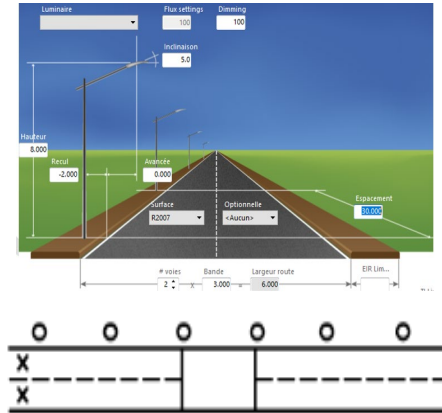 Luminaire Flux settings Dimming
100 100
Inclinaison
5.0
Hauteur
8.000
Recul Avancée
-2.000 0.000
Espacement
30.000
Surface Optionnelle
R2007 <Aucun>
# voies Bande Largeur route EIR Lim...
2 x 3.000 = 6.000
X
X